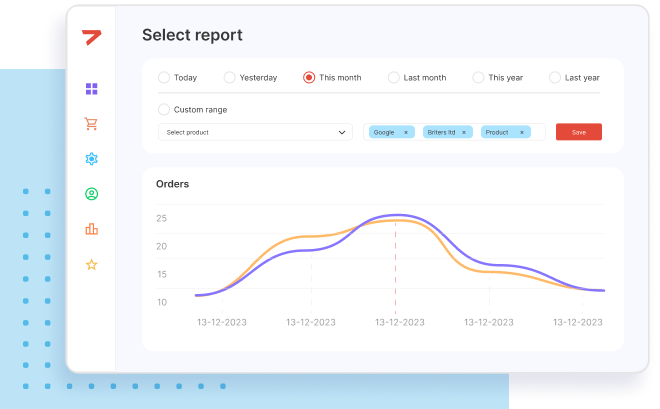 Select report
Today Yesterday This month Last month This year Last year
Custom range
Select product Google × Briters ltd × Product × Save
Orders
25
20
15
10
13-12-2023 13-12-2023 13-12-2023 13-12-2023 13-12-2023